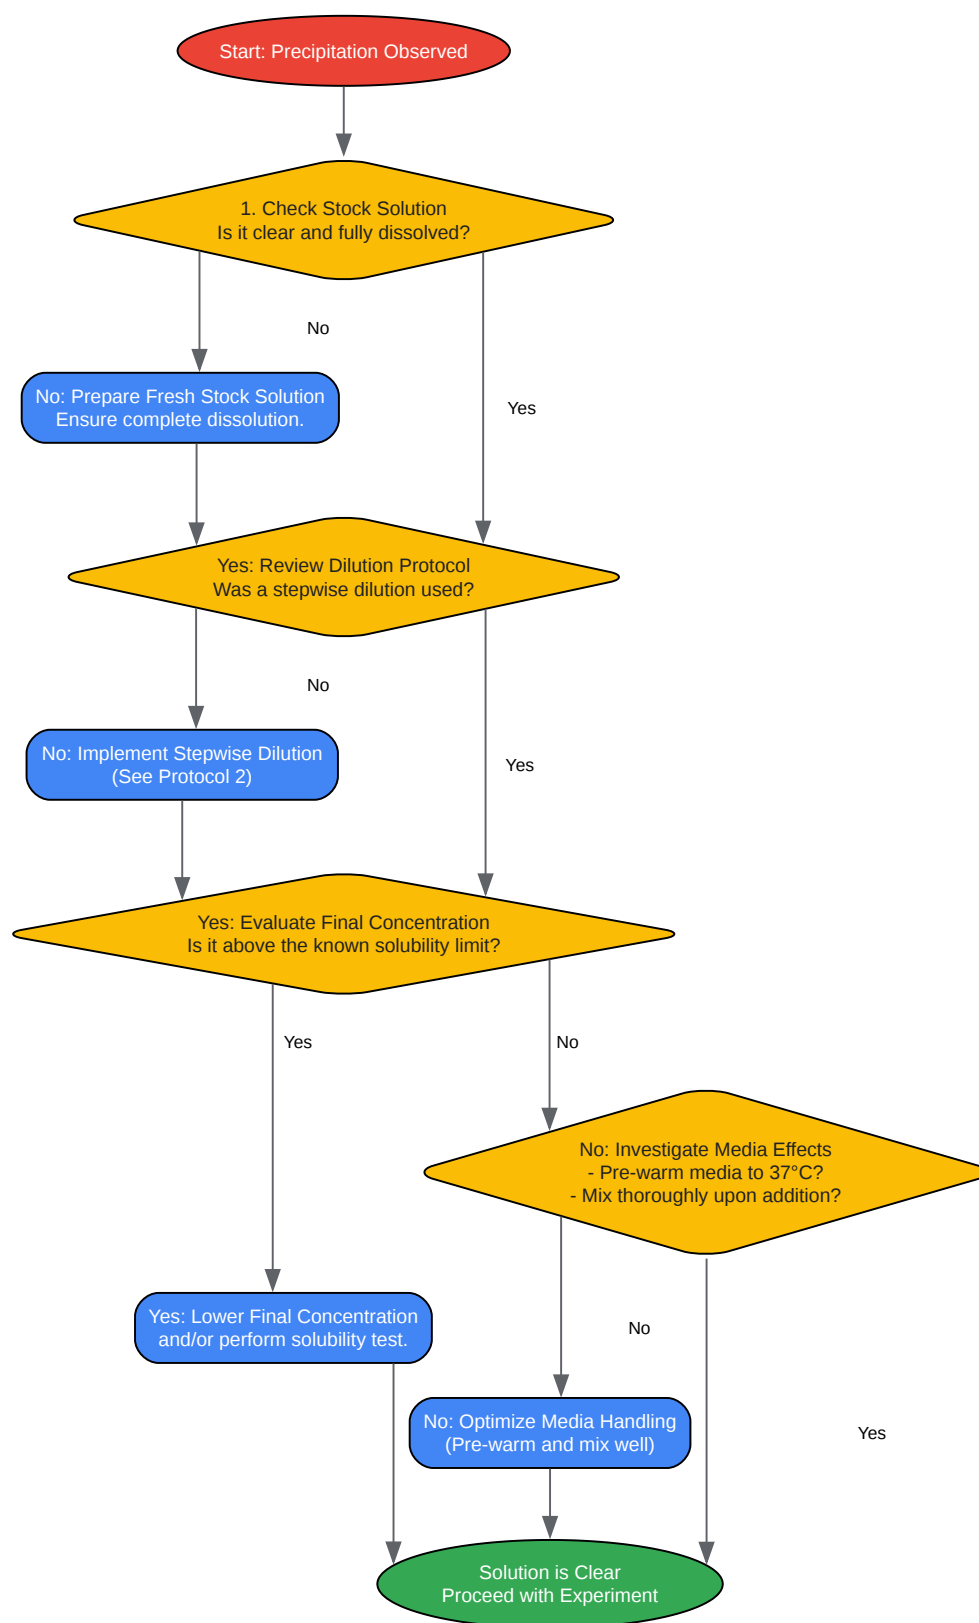 Start: Precipitation Observed
1. Check Stock Solution
Is it clear and fully dissolved?
No
No: Prepare Fresh Stock Solution
Ensure complete dissolution.
Yes
Yes: Review Dilution Protocol
Was a stepwise dilution used?
No
No: Implement Stepwise Dilution
(See Protocol 2)
Yes
Yes: Evaluate Final Concentration
Is it above the known solubility limit?
Yes
No
No: Investigate Media Effects
- Pre-warm media to 37°C?
- Mix thoroughly upon addition?
Yes: Lower Final Concentration
and/or perform solubility test.
No
No: Optimize Media Handling
(Pre-warm and mix well)
Yes
Solution is Clear
Proceed with Experiment